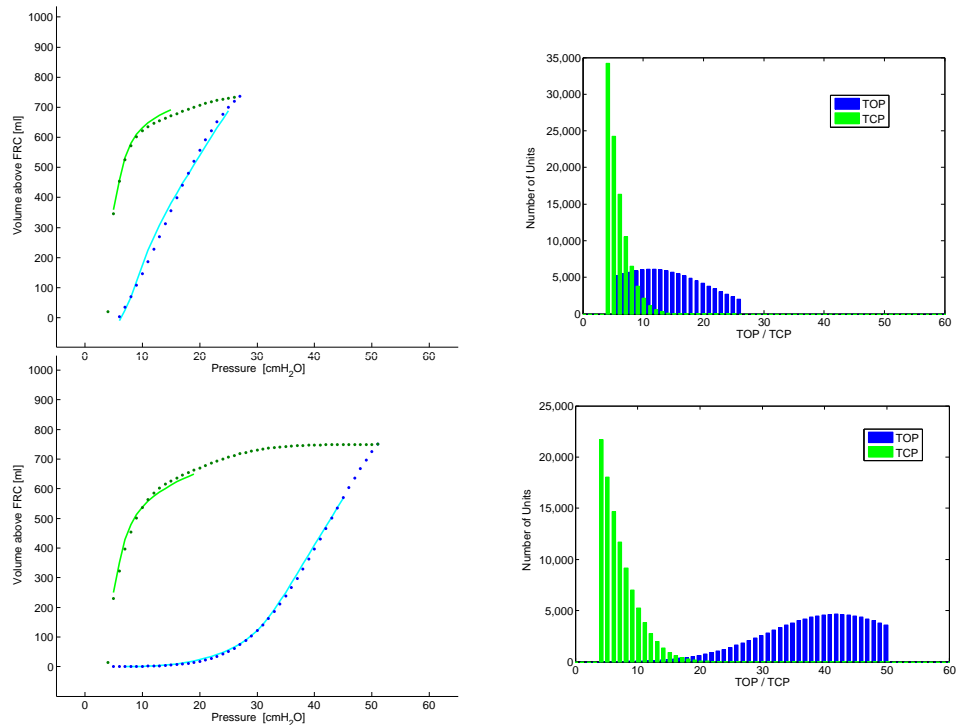 1000
900
800
700
600
500
400
300
200
100
0
Volume above FRC [ml]
0 10 20 30 40 50 60
Pressure [cmH2O]
35,000
30,000
25,000
20,000
15,000
10,000
5,000
0
Number of Units
TOP
TCP
0 10 20 30 40 50 60
TOP / TCP
1000
900
800
700
600
500
400
300
200
100
0
Volume above FRC [ml]
0 10 20 30 40 50 60
Pressure [cmH2O]
25,000
20,000
15,000
10,000
5,000
0
Number of Units
TOP
TCP
0 10 20 30 40 50 60
TOP / TCP